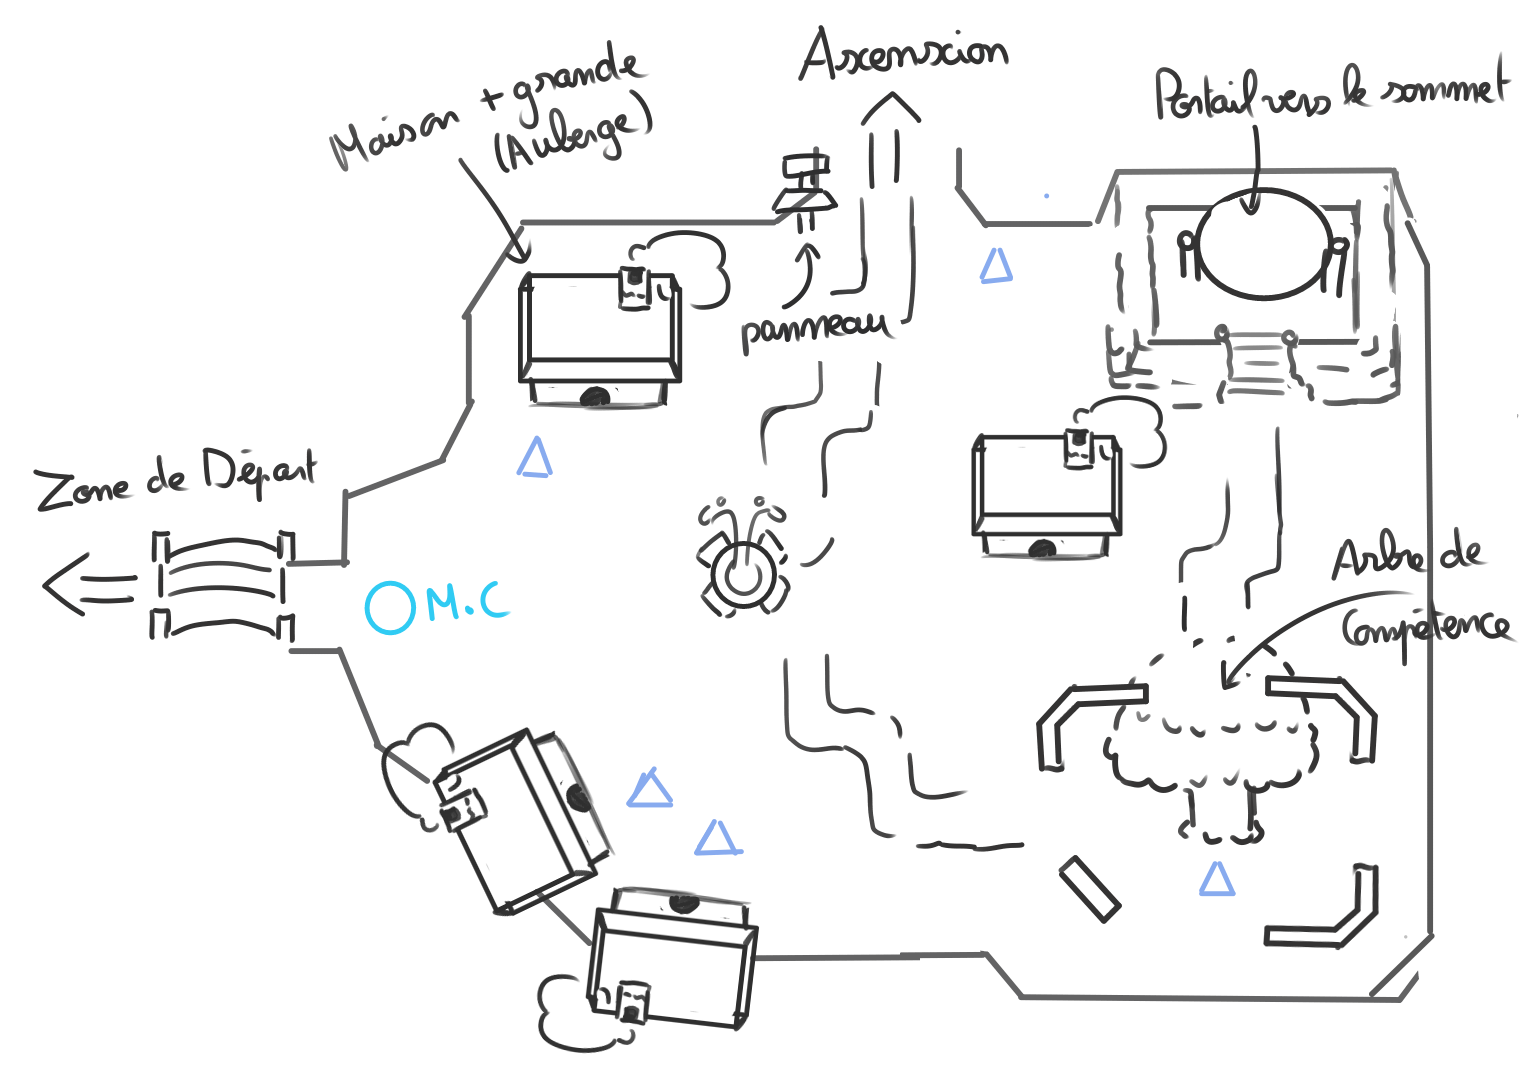 Ascension
Maison + grande
(Auberge)
Portail vers le sommet
panneau
Zone de Départ
M.C
Arbre de
Compétence